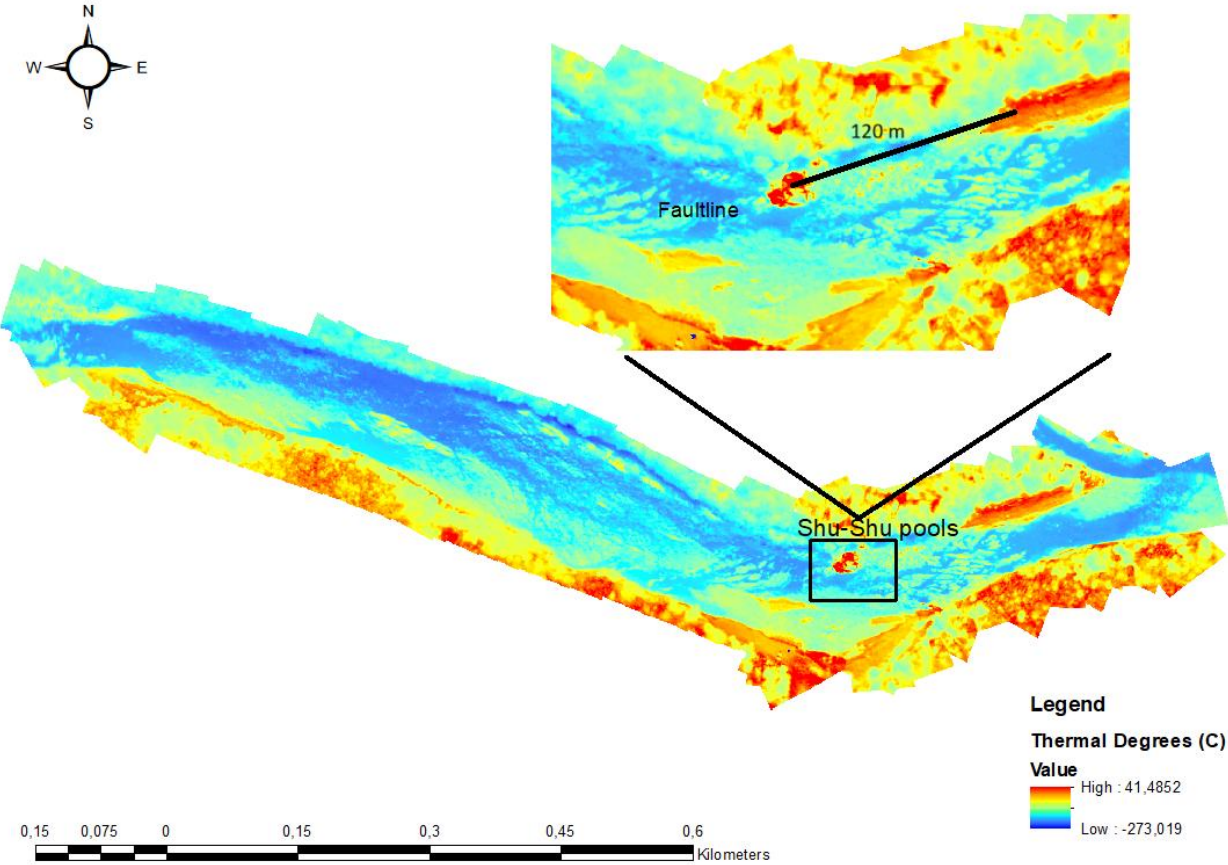 N
W E
S
120 m
Faultline
Shu-Shu pools
Legend
Thermal Degrees (C)
Value
High : 41,4852
Low : -273,019
0,15 0,075 0 0,15 0,3 0,45 0,6
Kilometers